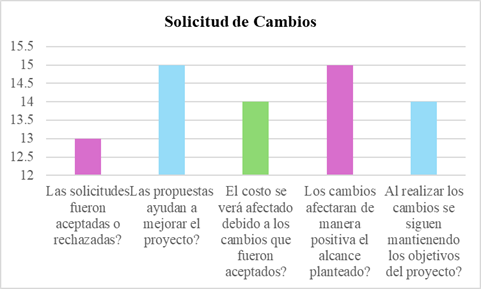 Solicitud de Cambios
15.5
15
14.5
14
13.5
13
12.5
12
Las solicitudes
fueron
aceptadas o
rechazadas?
Las propuestas
ayudan a
mejorar el
proyecto?
El costo se
verá afectado
debido a los
cambios que
fueron
aceptados?
Los cambios
afectaran de
manera
positiva el
alcance
planteado?
Al realizar los
cambios se
siguen
mantienendo
los objetivos
del proyecto?